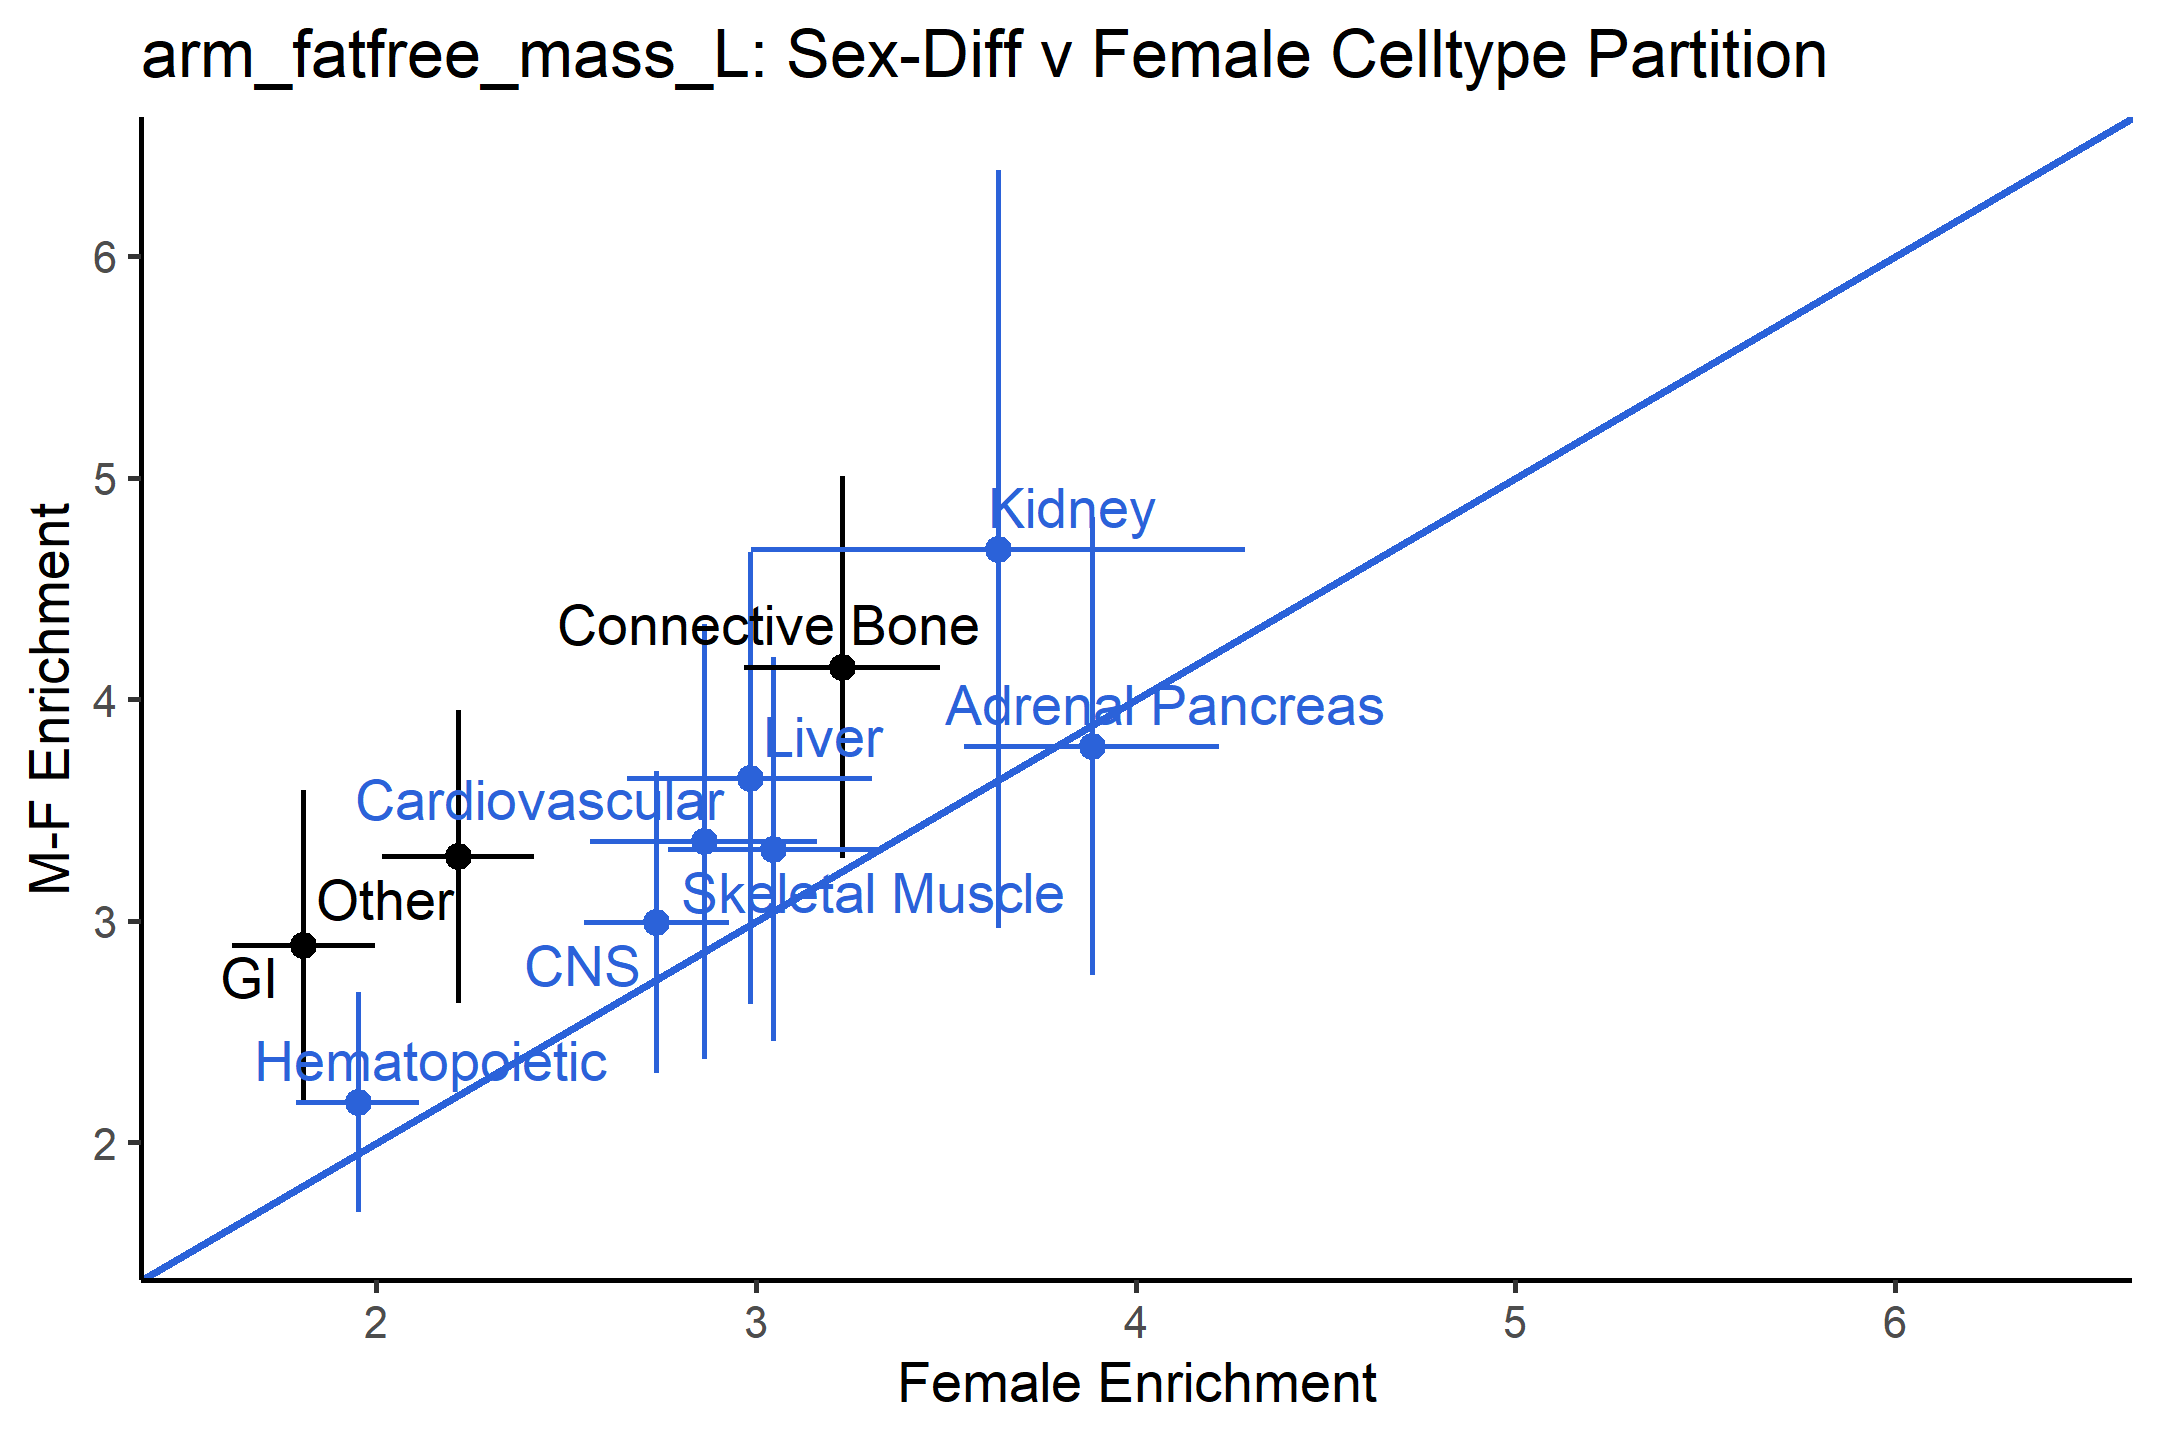 arm_fatfree_mass_L: Sex-Diff v Female Celltype Partition
M-F Enrichment
6
5
4
3
2
Kidney
Connective Bone
Adrenal Pancreas
Liver
Cardiovascular
Skeletal Muscle
Other
CNS
GI
Hematopoietic
2
3
4
5
6
Female Enrichment